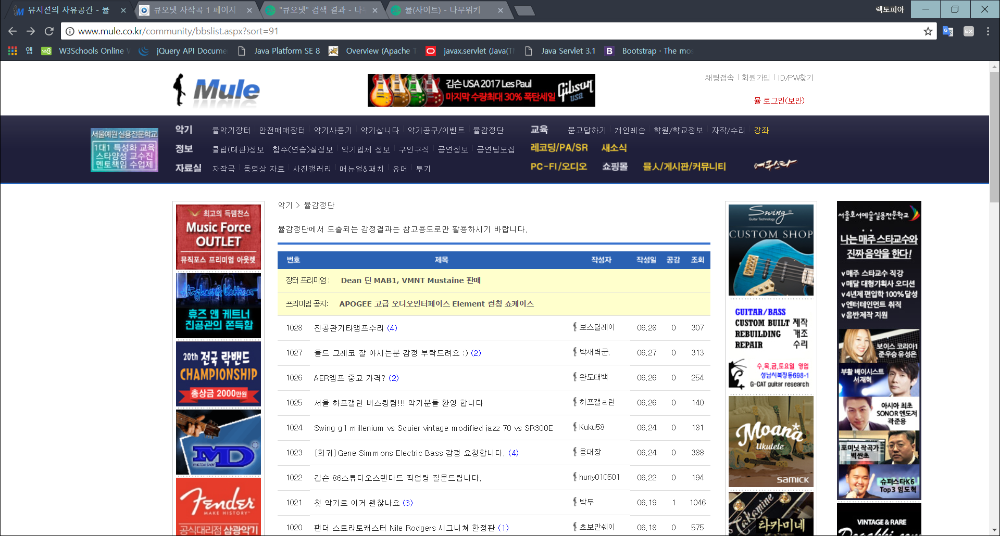 뮤지션의 자유공간 - 뮬
큐오넷 자작곡 1 페이지
"큐오넷" 검색 결과 - 나무
뮬(사이트) - 나무위키
렉토피아
www.mule.co.kr/community/bbslist.aspx?sort=91
앱
W3Schools Online
jQuery API Docume
Java Platform SE 8
Overview (Apache T
javax.servlet (Java(T
Java Servlet 3.1
Bootstrap · The mos
Mule
깁슨 USA 2017 Les Paul
마지막 수량최대 30% 폭탄세일
Gibson USA
채팅접속 회원가입 ID/PW찾기
뮬 로그인(보안)
서울예원실용전문학교
1대1 특성화 교육
스타양성 교수진
멘토책임 수업제
악기 뮬악기장터 안전매매장터 악기사용기 악기삽니다 악기공구/이벤트 뮬감정단
정보 클럽(대관)정보 합주(연습)실정보 악기업체 정보 구인구직 공연정보 공연팀모집
자료실 자작곡 동영상 자료 사진갤러리 매뉴얼&패치 유머 투기
교육 묻고답하기 개인레슨 학원/학교정보 자작/수리 강좌
레코딩/PA/SR 새소식
PC-FI/오디오 쇼핑몰 뮬人/게시판/커뮤니티
최고의 득템찬스
Music Force
OUTLET
뮤직포스 프리미엄 아웃렛
Hughes & Kettner
휴즈 앤 케트너
진공관의 쫀득함
20th 전국 락밴드
CHAMPIONSHIP
총상금 2000만원
MD
CUSTOM SHOP
Fender
MAKE HISTORY™
공식대리점 삼광악기
악기 > 뮬감정단
뮬감정단에서 도출되는 감정결과는 참고용도로만 활용하시기 바랍니다.
번호 제목 작성자 작성일 공감 조회
장터 프리미엄 : Dean 딘 MAB1, VMNT Mustaine 판매
프리미엄 공지: APOGEE 고급 오디오인터페이스 Element 런칭 쇼케이스
1028 진공관기타앰프수리 (4) 보스딜레이 06.28 0 307
1027 올드 그레코 잘 아시는분 감정 부탁드려요 :) (2) 박새벽군. 06.27 0 313
1026 AER엠프 중고 가격? (2) 완도태백 06.26 0 254
1025 서울 하프갤런 버스킹팀!!! 악기분들 환영 합니다 하프갤ㄹ런 06.26 0 140
1024 Swing g1 millenium vs Squier vintage modified jazz 70 vs SR300E Kuku58 06.24 0 181
1023 [희귀]Gene Simmons Electric Bass 감정 요청합니다. (4) 용대장 06.24 0 388
1022 깁슨 86스튜디오스텐다드 픽업링 질문드립니다. huny010501 06.22 0 194
1021 첫 악기로 이거 괜찮나요 (3) 박두 06.19 1 1046
1020 팬더 스트라토캐스터 Nile Rodgers 시그니쳐 한정판 (1) 초보만쉐이 06.18 0 575
Swing
Guitar Technology
CUSTOM SHOP
GUITAR/BASS
CUSTOM BUILT 제작
REBUILDING 개조
REPAIR 수리
수,목,금,토요일 영업
성남시복정동698-1
G-CAT guitar research
Moana
Ukulele
SAMICK
Takamine
타카미네
서울호서예술실용전문학교
나는 매주 스타교수와
진짜 음악을 한다!
v매주 스타교수 직강
v매달 대형기획사 오디션
v4년제 편입학 100% 달성
v엔터테인먼트 취직
v음반제작 지원
보이스 코리아1
준우승 유성은
부활 베이시스트
서재혁
아시아 최초
SONOR 엔도저
곽준용
포미닛 작곡가
빅싼초
슈퍼스타K6
Top3 임도혁
VINTAGE & RARE